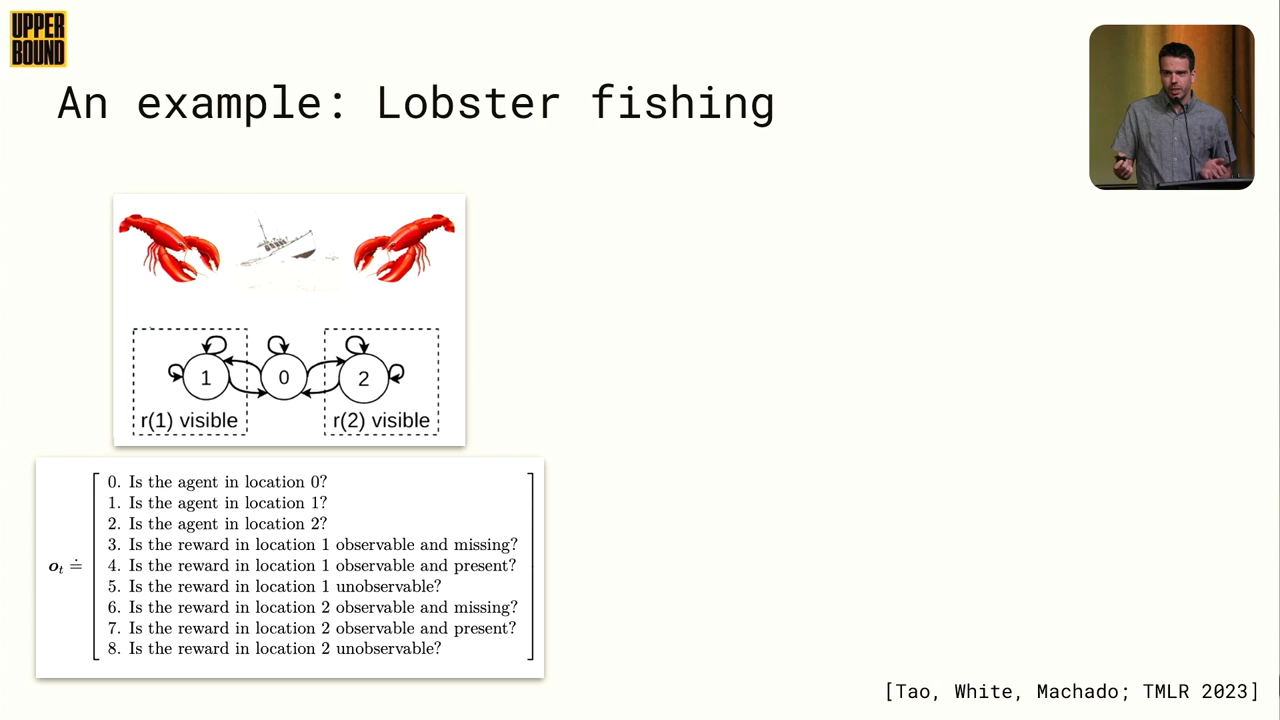 UPPER
BOUND
An example: Lobster fishing
1 0 2
r(1) visible r(2) visible
0. Is the agent in location 0?
1. Is the agent in location 1?
2. Is the agent in location 2?
3. Is the reward in location 1 observable and missing?
4. Is the reward in location 1 observable and present?
o_t ≐ 5. Is the reward in location 1 unobservable?
6. Is the reward in location 2 observable and missing?
7. Is the reward in location 2 observable and present?
8. Is the reward in location 2 unobservable?
[Tao, White, Machado; TMLR 2023]